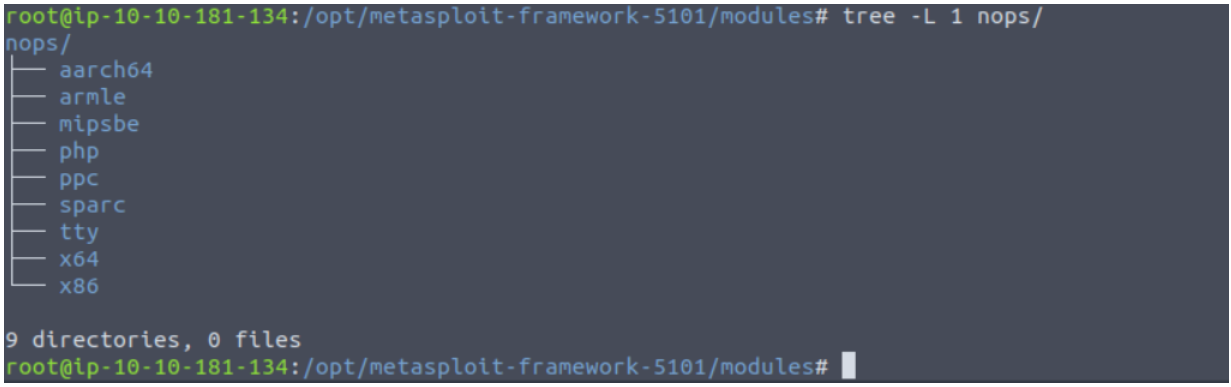 root@ip-10-10-181-134:/opt/metasploit-framework-5101/modules# tree -L 1 nops/
nops/
├── aarch64
├── armle
├── mipsbe
├── php
├── ppc
├── sparc
├── tty
├── x64
└── x86

9 directories, 0 files
root@ip-10-10-181-134:/opt/metasploit-framework-5101/modules#